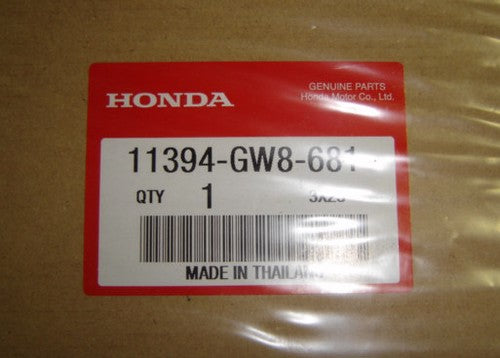 GENUINE PARTS
HONDA
Honda Motor Co., Ltd.
11394-GW8-681
QTY 1
MADE IN THAILAND